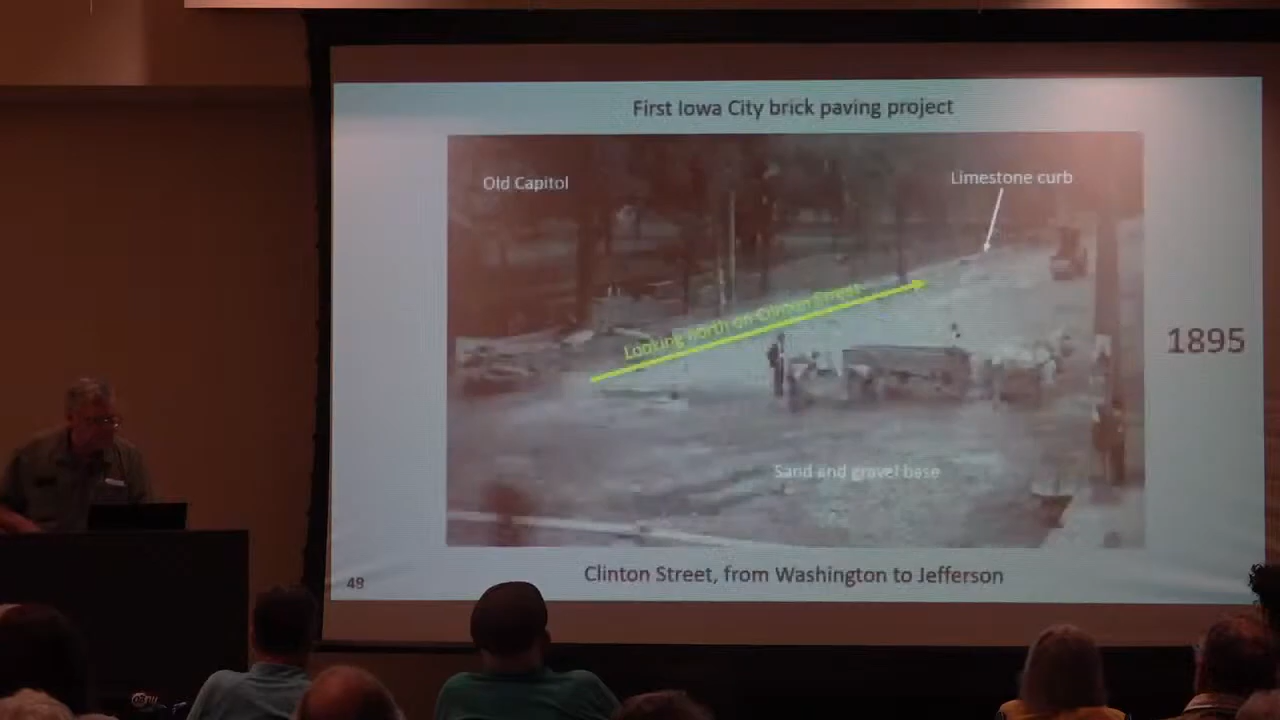 First Iowa City brick paving project
Old Capitol
Limestone curb
Looking north on Clinton Street
1895
Sand and gravel base
Clinton Street, from Washington to Jefferson
49